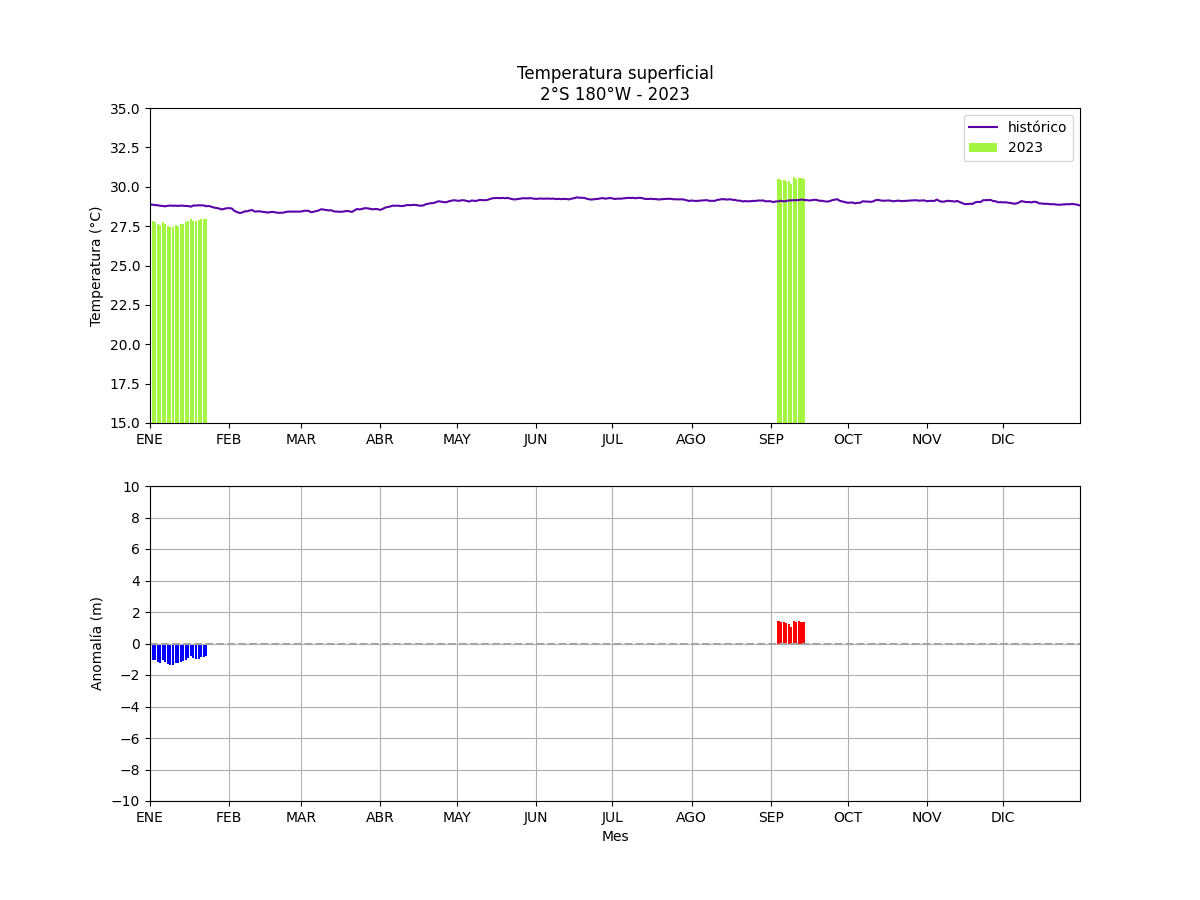 Temperatura superficial
2°S 180°W - 2023
35.0
32.5
30.0
27.5
25.0
22.5
20.0
17.5
15.0
Temperatura (°C)
histórico
2023
ENE FEB MAR ABR MAY JUN JUL AGO SEP OCT NOV DIC
10
8
6
4
2
0
−2
−4
−6
−8
−10
Anomalía (m)
ENE FEB MAR ABR MAY JUN JUL AGO SEP OCT NOV DIC
Mes